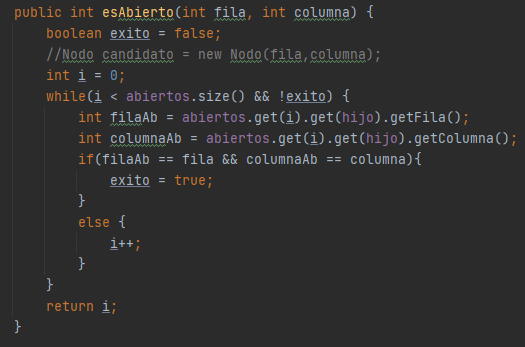 public int esAbierto(int fila, int columna) {
boolean exito = false;
//Nodo candidato = new Nodo(fila,columna);
int i = 0;
while(i < abiertos.size() && !exito) {
int filaAb = abiertos.get(i).get(hijo).getFila();
int columnaAb = abiertos.get(i).get(hijo).getColumna();
if(filaAb == fila && columnaAb == columna){
exito = true;
}
else {
i++;
}
}
return i;
}